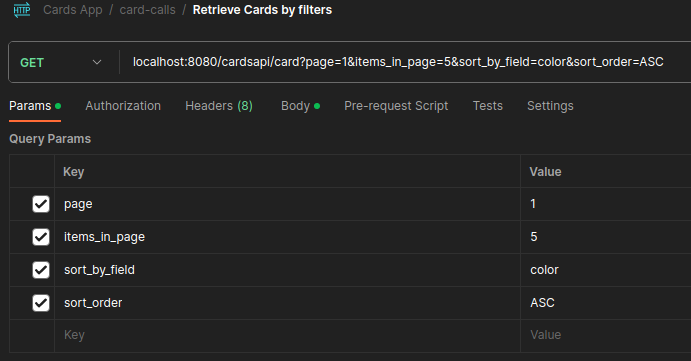 HTTP Cards App / card-calls / Retrieve Cards by filters
GET localhost:8080/cardsapi/card?page=1&items_in_page=5&sort_by_field=color&sort_order=ASC
Params Authorization Headers (8) Body Pre-request Script Tests Settings
Query Params
Key Value
page 1
items_in_page 5
sort_by_field color
sort_order ASC
Key Value